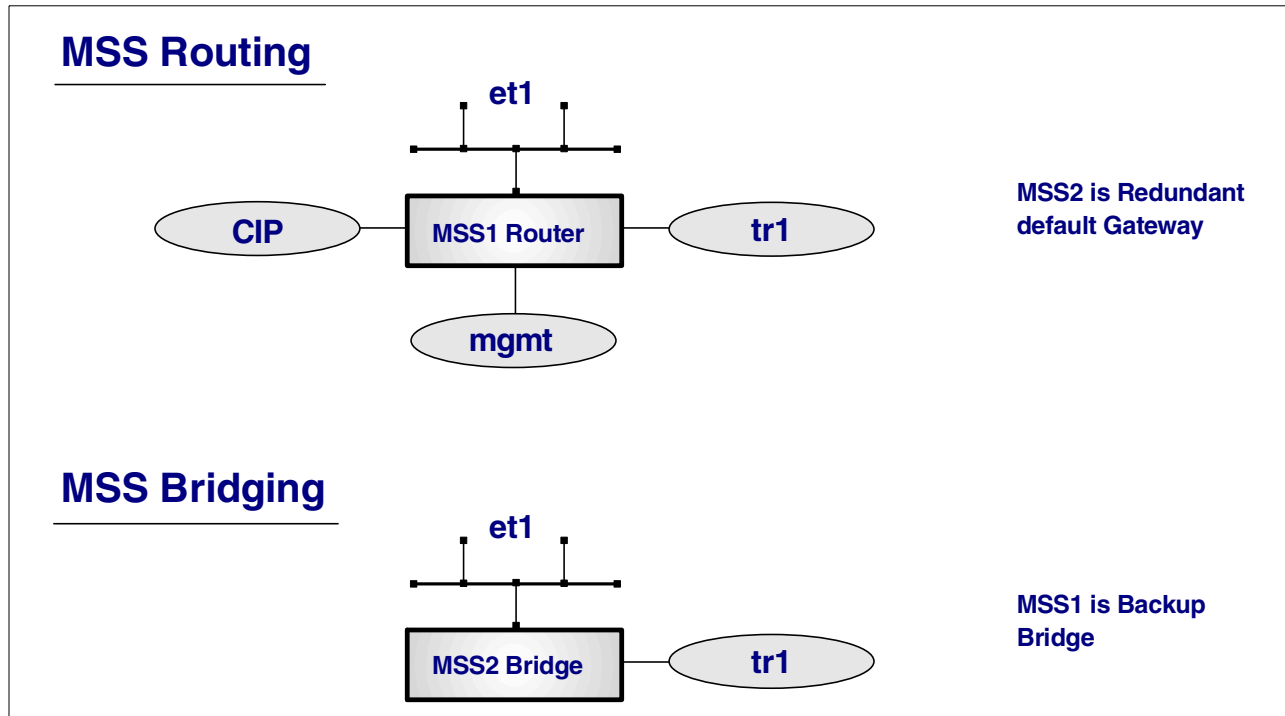 MSS Routing
et1
CIP
MSS1 Router
tr1
MSS2 is Redundant
default Gateway
mgmt
MSS Bridging
et1
MSS2 Bridge
tr1
MSS1 is Backup
Bridge